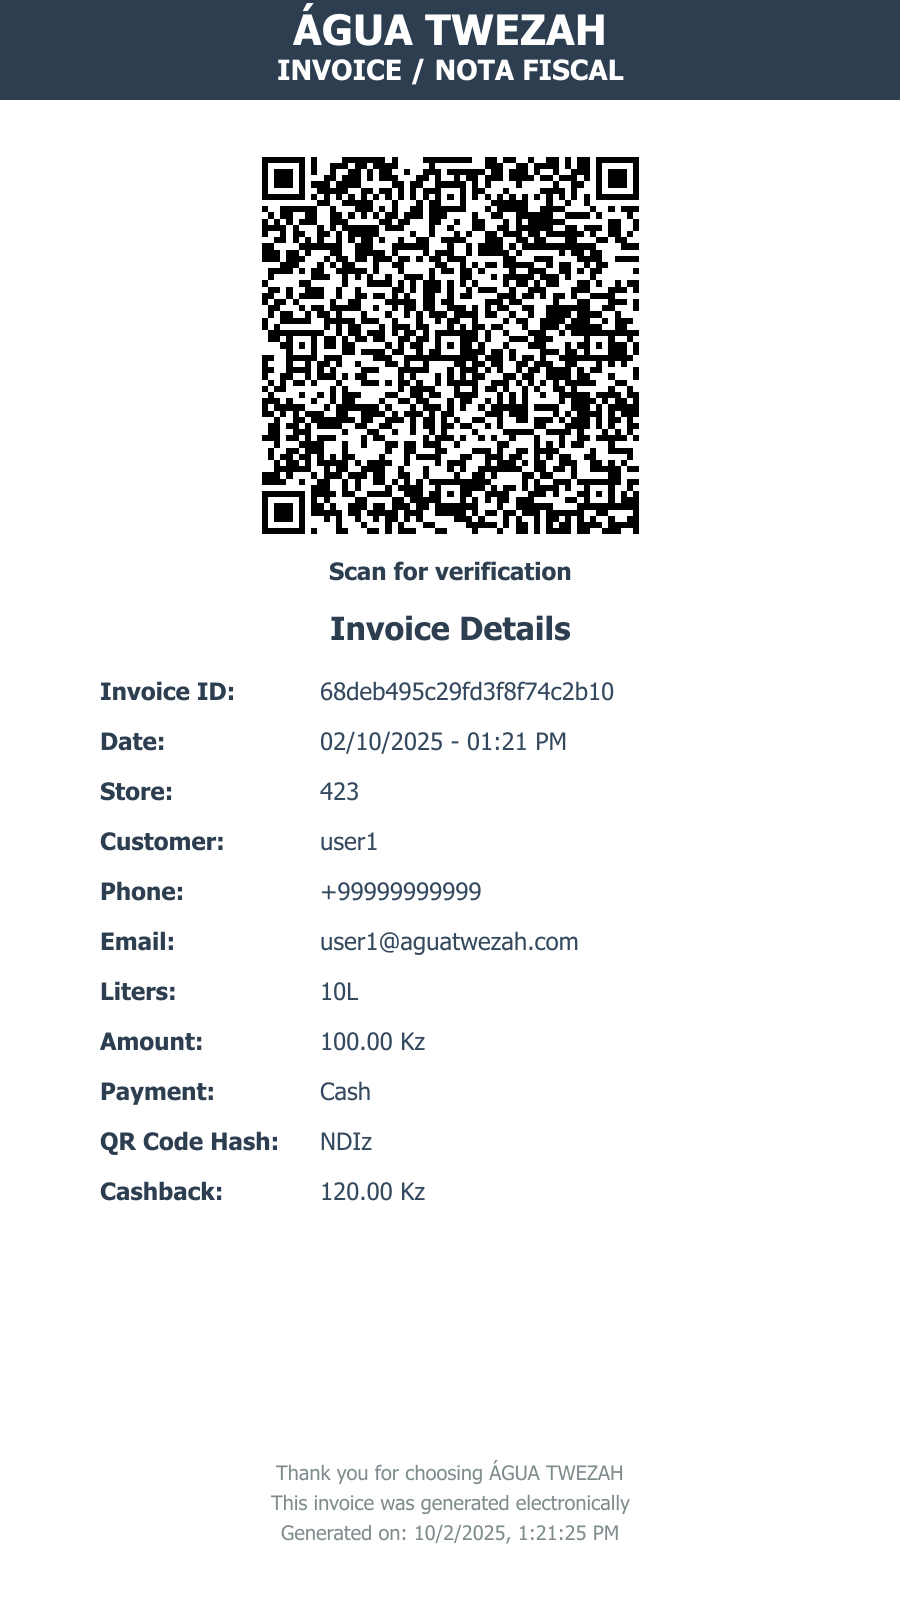 ÁGUA TWEZAH
INVOICE / NOTA FISCAL
Scan for verification
Invoice Details
Invoice ID: 68deb495c29fd3f8f74c2b10
Date: 02/10/2025 - 01:21 PM
Store: 423
Customer: user1
Phone: +99999999999
Email: user1@aguatwezah.com
Liters: 10L
Amount: 100.00 Kz
Payment: Cash
QR Code Hash: NDIz
Cashback: 120.00 Kz
Thank you for choosing ÁGUA TWEZAH
This invoice was generated electronically
Generated on: 10/2/2025, 1:21:25 PM